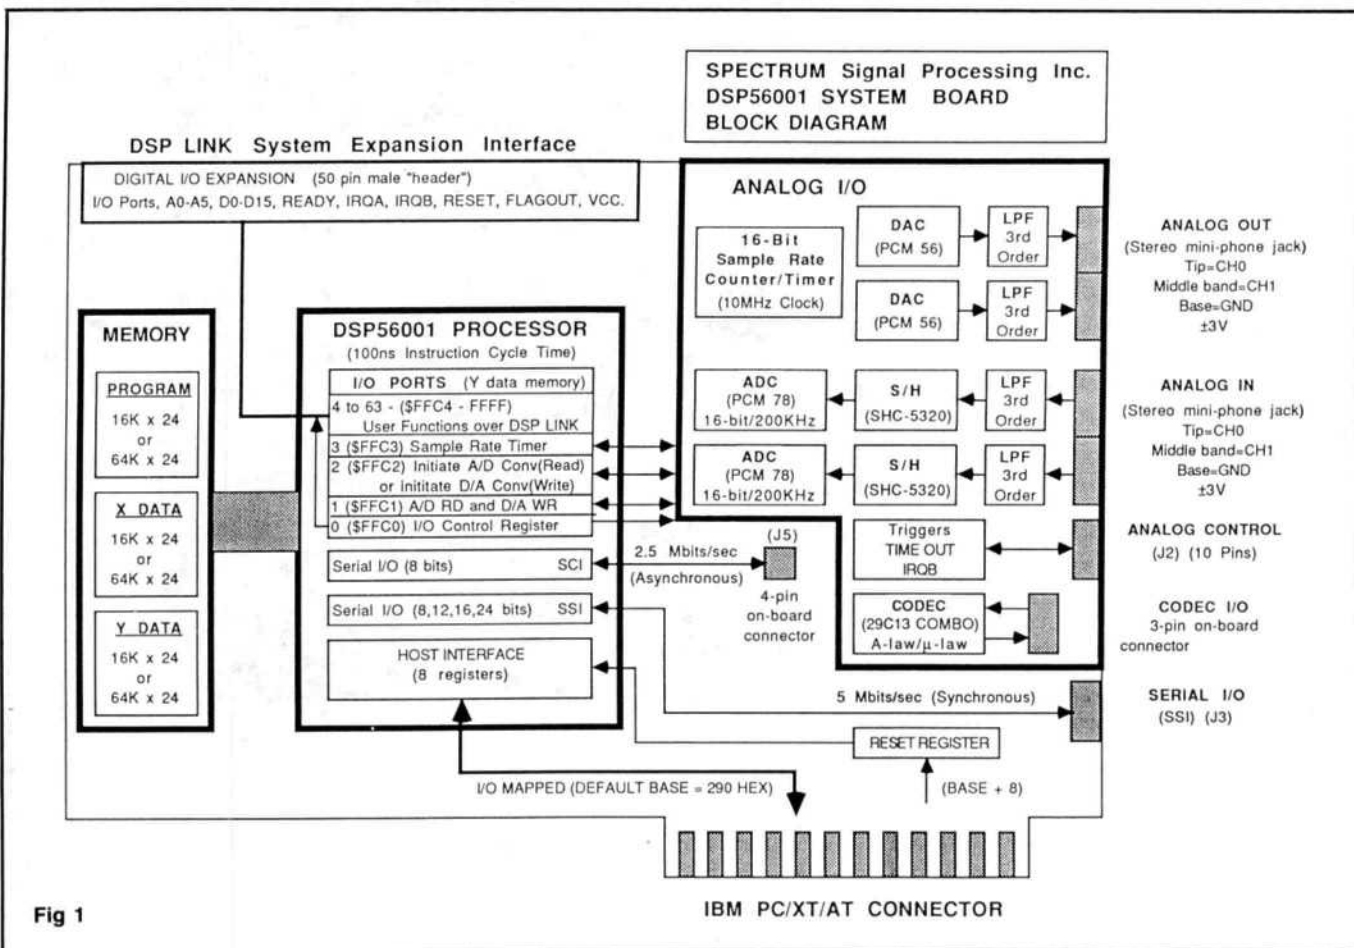 SPECTRUM Signal Processing Inc.
DSP56001 SYSTEM BOARD
BLOCK DIAGRAM
DSP LINK System Expansion Interface
DIGITAL I/O EXPANSION (50 pin male "header")
I/O Ports, A0-A5, D0-D15, READY, IRQA, IRQB, RESET, FLAGOUT, VCC.
MEMORY
PROGRAM
16K x 24
or
64K x 24
X DATA
16K x 24
or
64K x 24
Y DATA
16K x 24
or
64K x 24
DSP56001 PROCESSOR
(100ns Instruction Cycle Time)
I/O PORTS (Y data memory)
4 to 63 - ($FFC4 - FFFF)
User Functions over DSP LINK
3 ($FFC3) Sample Rate Timer
2 ($FFC2) Initiate A/D Conv(Read)
or inititate D/A Conv(Write)
1 ($FFC1) A/D RD and D/A WR
0 ($FFC0) I/O Control Register
Serial I/O (8 bits) SCI
Serial I/O (8,12,16,24 bits) SSI
HOST INTERFACE
(8 registers)
2.5 Mbits/sec
(Asynchronous)
(J5)
4-pin
on-board
connector
ANALOG I/O
16-Bit
Sample Rate
Counter/Timer
(10MHz Clock)
DAC
(PCM 56)
LPF
3rd
Order
DAC
(PCM 56)
LPF
3rd
Order
ADC
(PCM 78)
16-bit/200KHz
S/H
(SHC-5320)
LPF
3rd
Order
ADC
(PCM 78)
16-bit/200KHz
S/H
(SHC-5320)
LPF
3rd
Order
Triggers
TIME OUT
IRQB
CODEC
(29C13 COMBO)
A-law/µ-law
ANALOG OUT
(Stereo mini-phone jack)
Tip=CH0
Middle band=CH1
Base=GND
±3V
ANALOG IN
(Stereo mini-phone jack)
Tip=CH0
Middle band=CH1
Base=GND
±3V
ANALOG CONTROL
(J2) (10 Pins)
CODEC I/O
3-pin on-board
connector
SERIAL I/O
(SSI) (J3)
5 Mbits/sec (Synchronous)
RESET REGISTER
(BASE + 8)
I/O MAPPED (DEFAULT BASE = 290 HEX)
IBM PC/XT/AT CONNECTOR
Fig 1